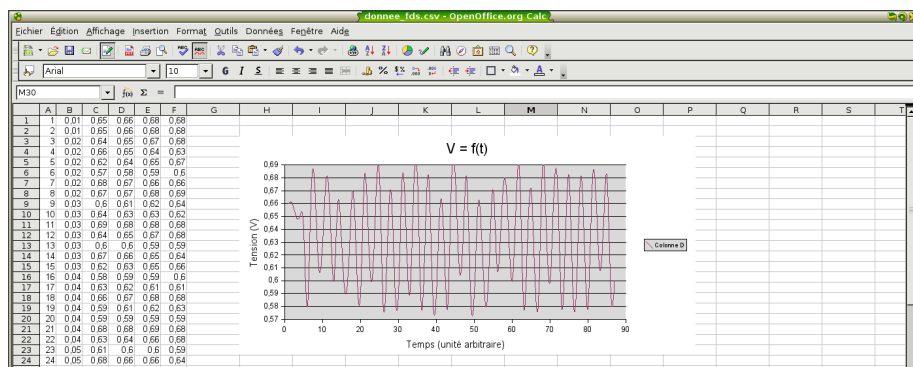 donnee_fds.csv - OpenOffice.org Calc
Fichier Édition Affichage Insertion Format Outils Données Fenêtre Aide
Arial 10 G I S
M30 f(x) Σ =
A B C D E F G H I J K L M N O P Q R S T
1 1 0,01 0,65 0,66 0,68 0,68
2 2 0,01 0,65 0,66 0,68 0,68
3 3 0,02 0,64 0,65 0,67 0,68
4 4 0,02 0,66 0,65 0,64 0,63
5 5 0,02 0,62 0,64 0,65 0,67
6 6 0,02 0,57 0,58 0,59 0,6
7 7 0,02 0,68 0,67 0,66 0,66
8 8 0,02 0,67 0,67 0,68 0,69
9 9 0,03 0,6 0,61 0,62 0,64
10 10 0,03 0,64 0,63 0,63 0,62
11 11 0,03 0,69 0,68 0,68 0,68
12 12 0,03 0,64 0,65 0,67 0,68
13 13 0,03 0,6 0,6 0,59 0,59
14 14 0,03 0,67 0,66 0,65 0,64
15 15 0,03 0,62 0,63 0,65 0,66
16 16 0,04 0,58 0,59 0,59 0,6
17 17 0,04 0,63 0,62 0,61 0,61
18 18 0,04 0,66 0,67 0,68 0,68
19 19 0,04 0,59 0,61 0,62 0,63
20 20 0,04 0,59 0,59 0,59 0,59
21 21 0,04 0,68 0,68 0,69 0,68
22 22 0,04 0,63 0,64 0,66 0,68
23 23 0,05 0,61 0,6 0,6 0,59
24 24 0,05 0,68 0,66 0,66 0,64
V = f(t)
Tension (V)
0,69
0,68
0,67
0,66
0,65
0,64
0,63
0,62
0,61
0,6
0,59
0,58
0,57
0 10 20 30 40 50 60 70 80 90
Temps (unité arbitraire)
Colonne D